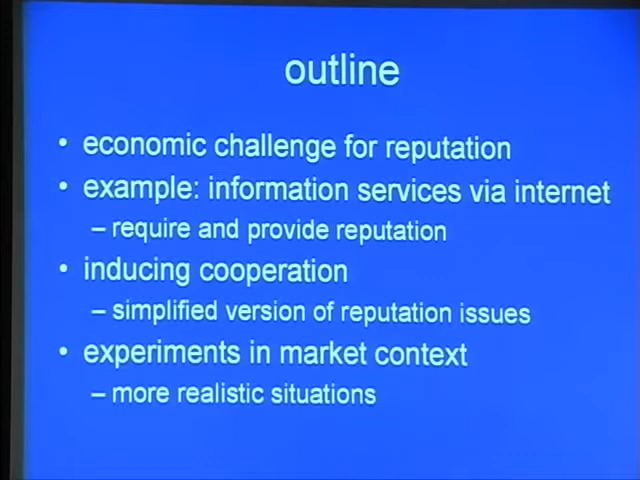 outline
• economic challenge for reputation
• example: information services via internet
– require and provide reputation
• inducing cooperation
– simplified version of reputation issues
• experiments in market context
– more realistic situations